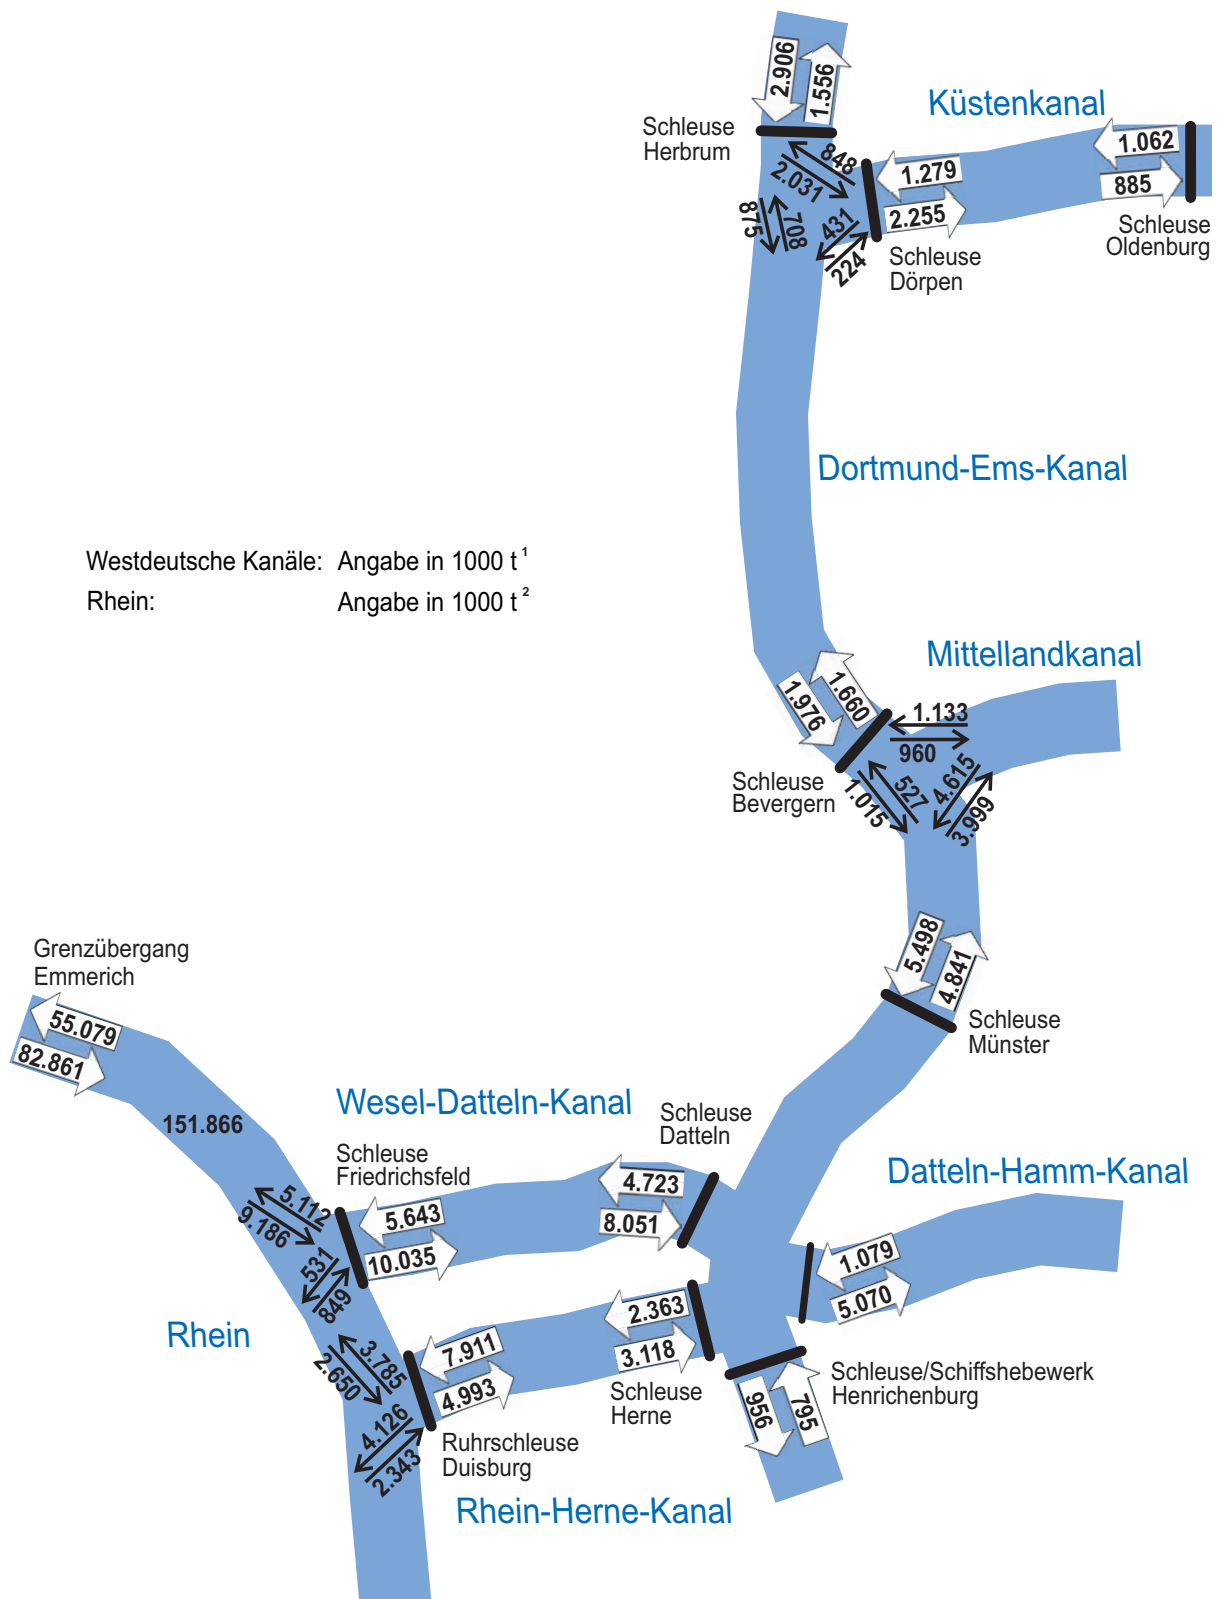 2.906
1.556
Küstenkanal
Schleuse
Herbrum
848
2.031
1.279
2.255
1.062
885
Schleuse
Oldenburg
875
708
431
224
Schleuse
Dörpen
Dortmund-Ems-Kanal
Westdeutsche Kanäle: Angabe in 1000 t ¹
Rhein: Angabe in 1000 t ²
Mittellandkanal
1.976
1.660
1.133
960
Schleuse
Bevergern
1.015
527
4.615
3.999
5.498
4.841
Schleuse
Münster
Grenzübergang
Emmerich
55.079
82.861
151.866
Wesel-Datteln-Kanal
Schleuse
Datteln
Schleuse
Friedrichsfeld
4.723
8.051
Datteln-Hamm-Kanal
5.112
9.186
5.643
10.035
531
849
1.079
5.070
Rhein
2.363
3.118
3.785
2.650
7.911
4.993
Schleuse
Herne
Schleuse/Schiffshebewerk
Henrichenburg
956
795
4.126
2.343
Ruhrschleuse
Duisburg
Rhein-Herne-Kanal